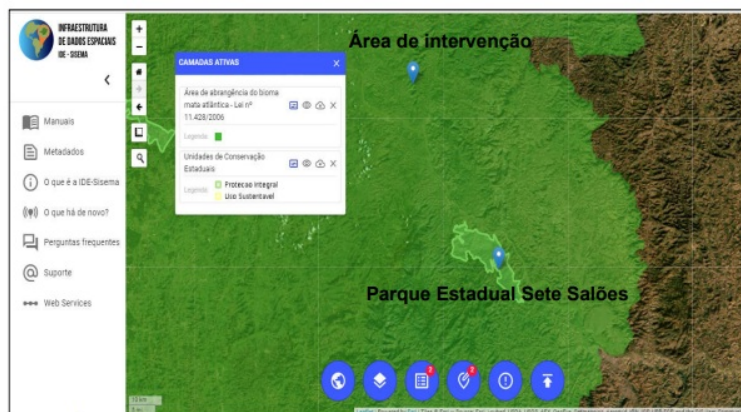 INFRAESTRUTURA
DE DADOS ESPACIAIS
IDE - SISEMA
Manuais
Metadados
O que é a IDE-Sisema
O que há de novo?
Perguntas frequentes
Suporte
Web Services
+
−
CAMADAS ATIVAS X
Área de abrangência do bioma
mata atlântica - Lei nº
11.428/2006
Legenda:
Unidades de Conservação
Estaduais
Legenda: Protecao Integral
Uso Sustentavel
Área de intervenção
Parque Estadual Sete Salões
2
2